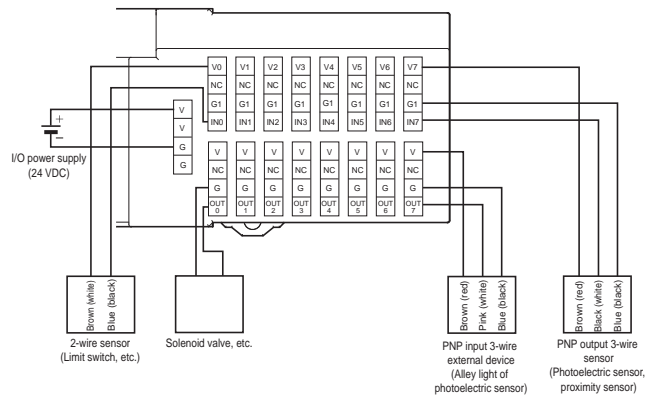 V0 V1 V2 V3 V4 V5 V6 V7
NC NC NC NC NC NC NC NC
G1 G1 G1 G1 G1 G1 G1 G1
IN0 IN1 IN2 IN3 IN4 IN5 IN6 IN7
V
V
G
G
+
−
I/O power supply
(24 VDC)
V V V V V V V V
NC NC NC NC NC NC NC NC
G G G G G G G G
OUT OUT OUT OUT OUT OUT OUT OUT
0 1 2 3 4 5 6 7
Brown (white)
Blue (black)
2-wire sensor
(Limit switch, etc.)
Solenoid valve, etc.
Brown (red)
Pink (white)
Blue (black)
PNP input 3-wire
external device
(Alley light of
photoelectric sensor)
Brown (red)
Black (white)
Blue (black)
PNP output 3-wire
sensor
(Photoelectric sensor,
proximity sensor)